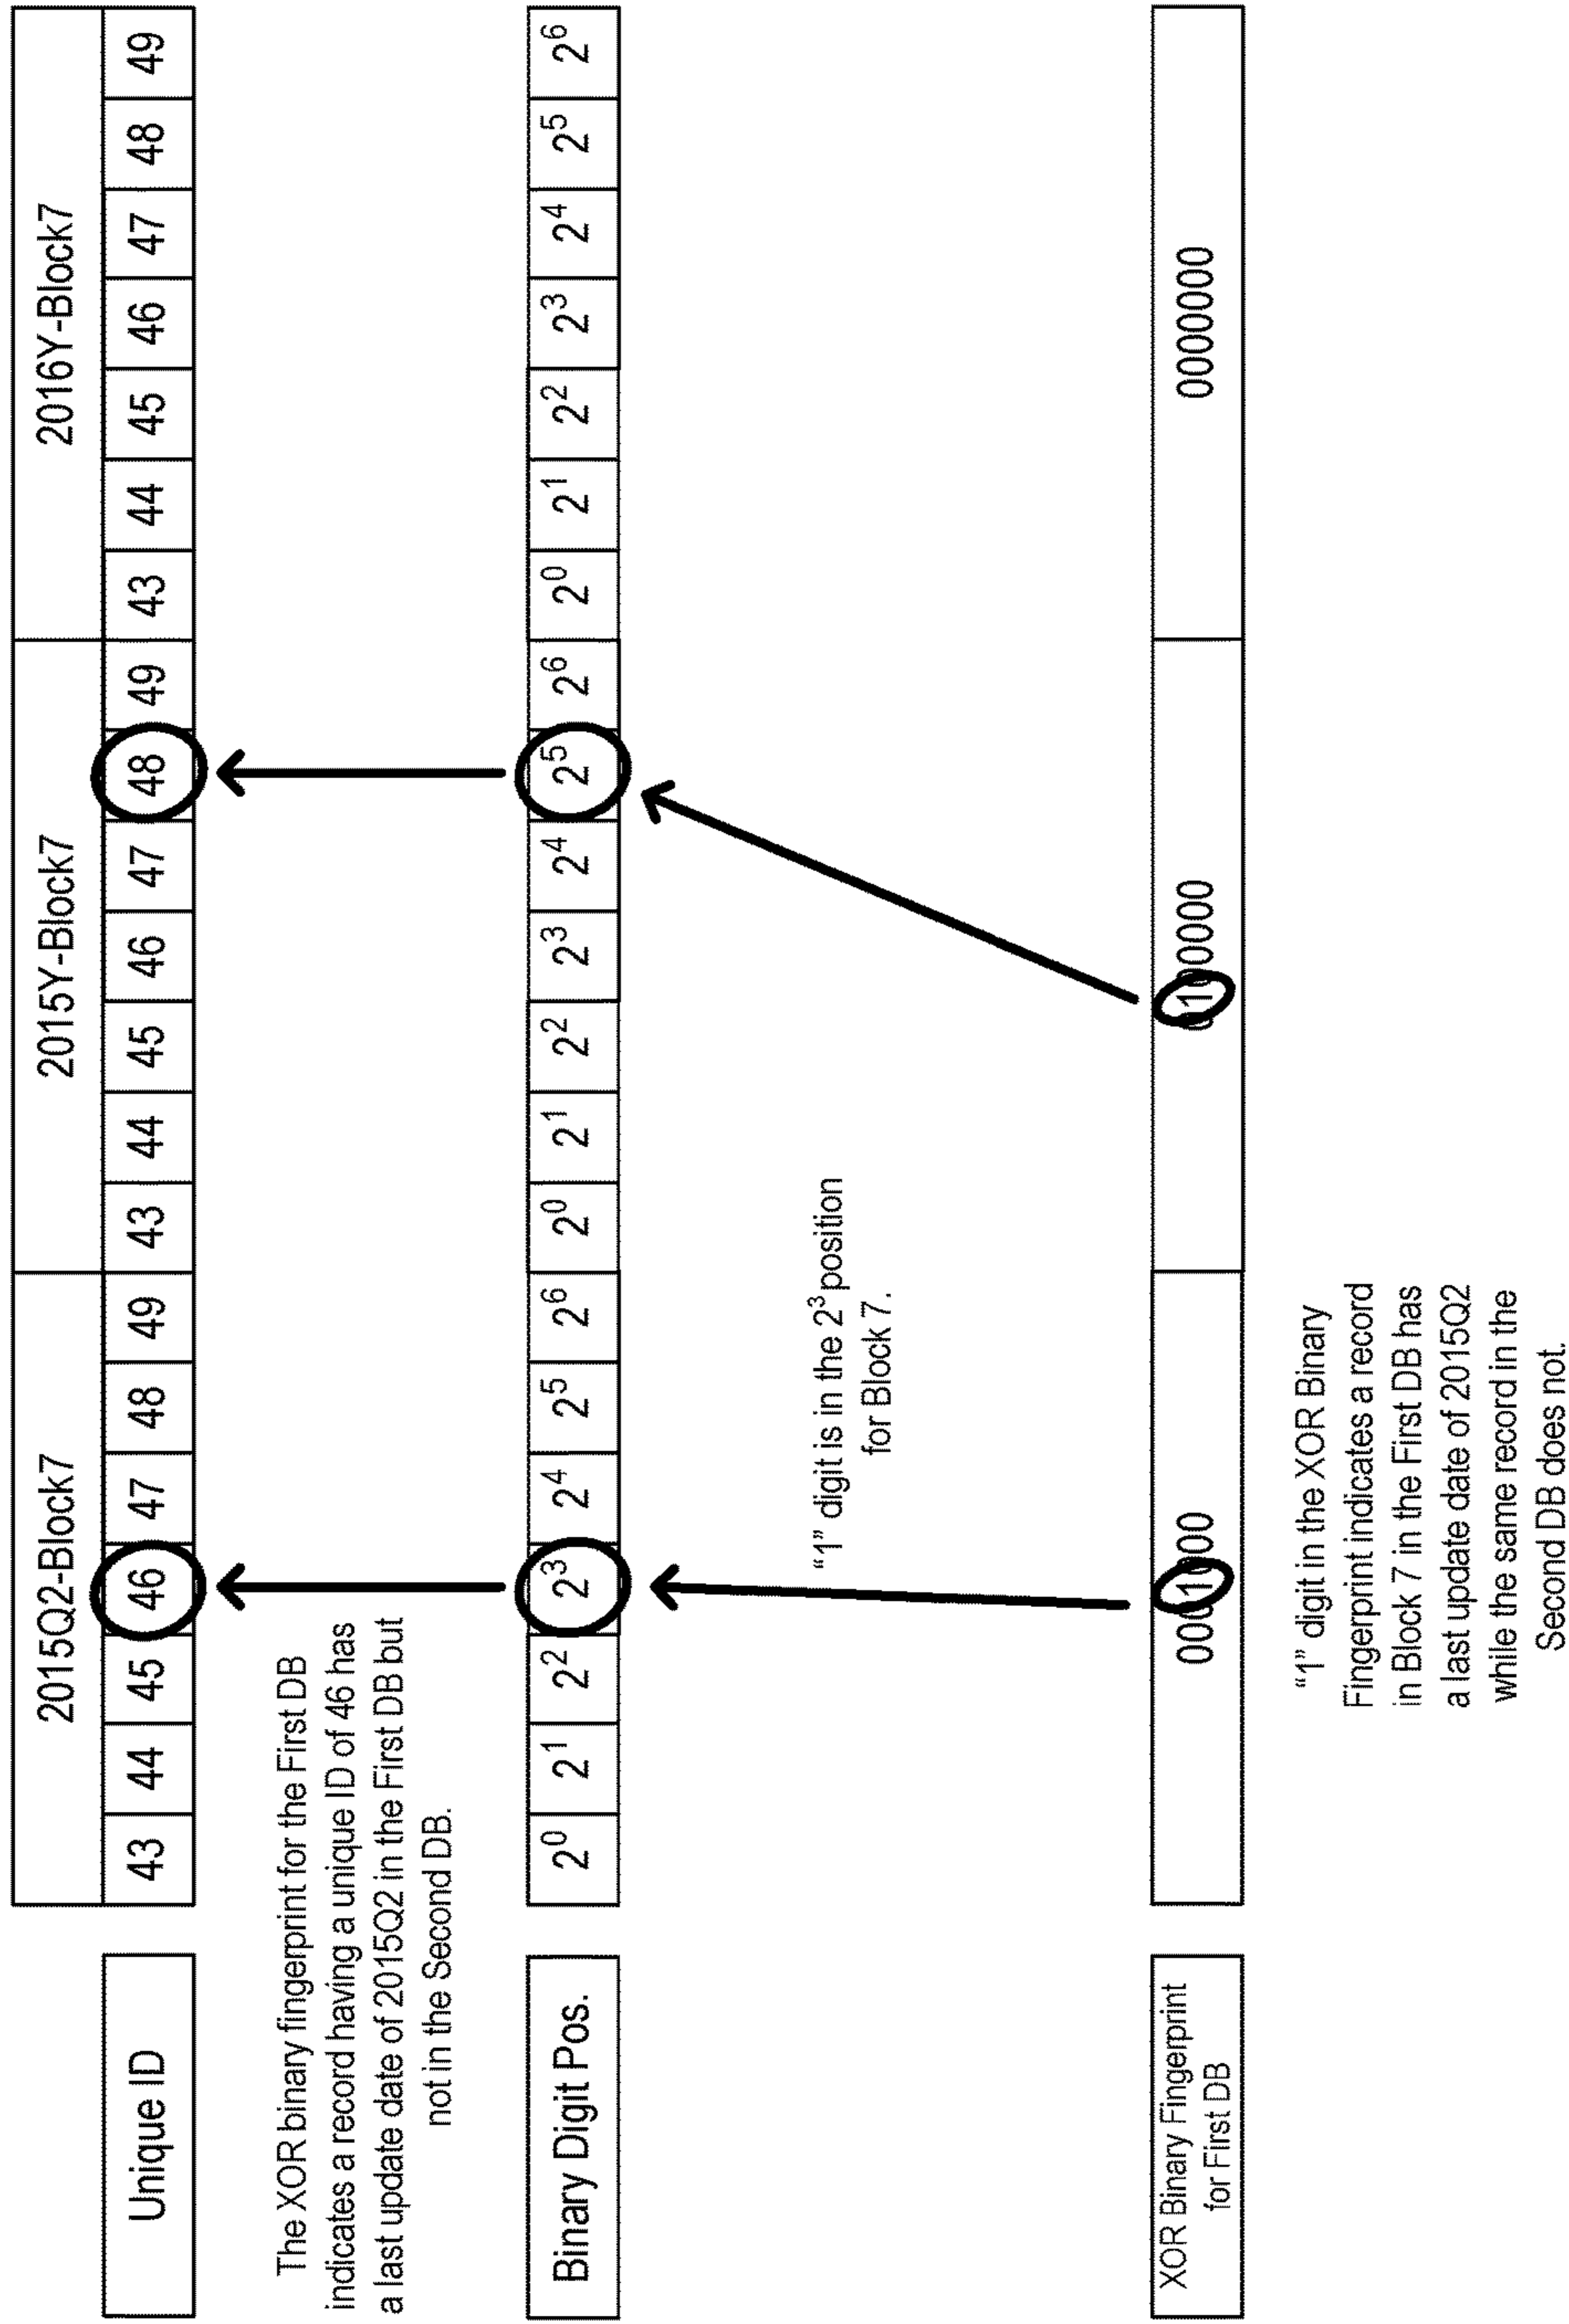 2015Q2-Block7 2015Y-Block7 2016Y-Block7
Unique ID 43 44 45 46 47 48 49 43 44 45 46 47 48 49 43 44 45 46 47 48 49
The XOR binary fingerprint for the First DB
indicates a record having a unique ID of 46 has
a last update date of 2015Q2 in the First DB but
not in the Second DB.
Binary Digit Pos. 2⁰ 2¹ 2² 2³ 2⁴ 2⁵ 2⁶ 2⁰ 2¹ 2² 2³ 2⁴ 2⁵ 2⁶ 2⁰ 2¹ 2² 2³ 2⁴ 2⁵ 2⁶
“1” digit is in the 2³ position
for Block 7.
XOR Binary Fingerprint
for First DB
0001000 0100000 0000000
“1” digit in the XOR Binary
Fingerprint indicates a record
in Block 7 in the First DB has
a last update date of 2015Q2
while the same record in the
Second DB does not.